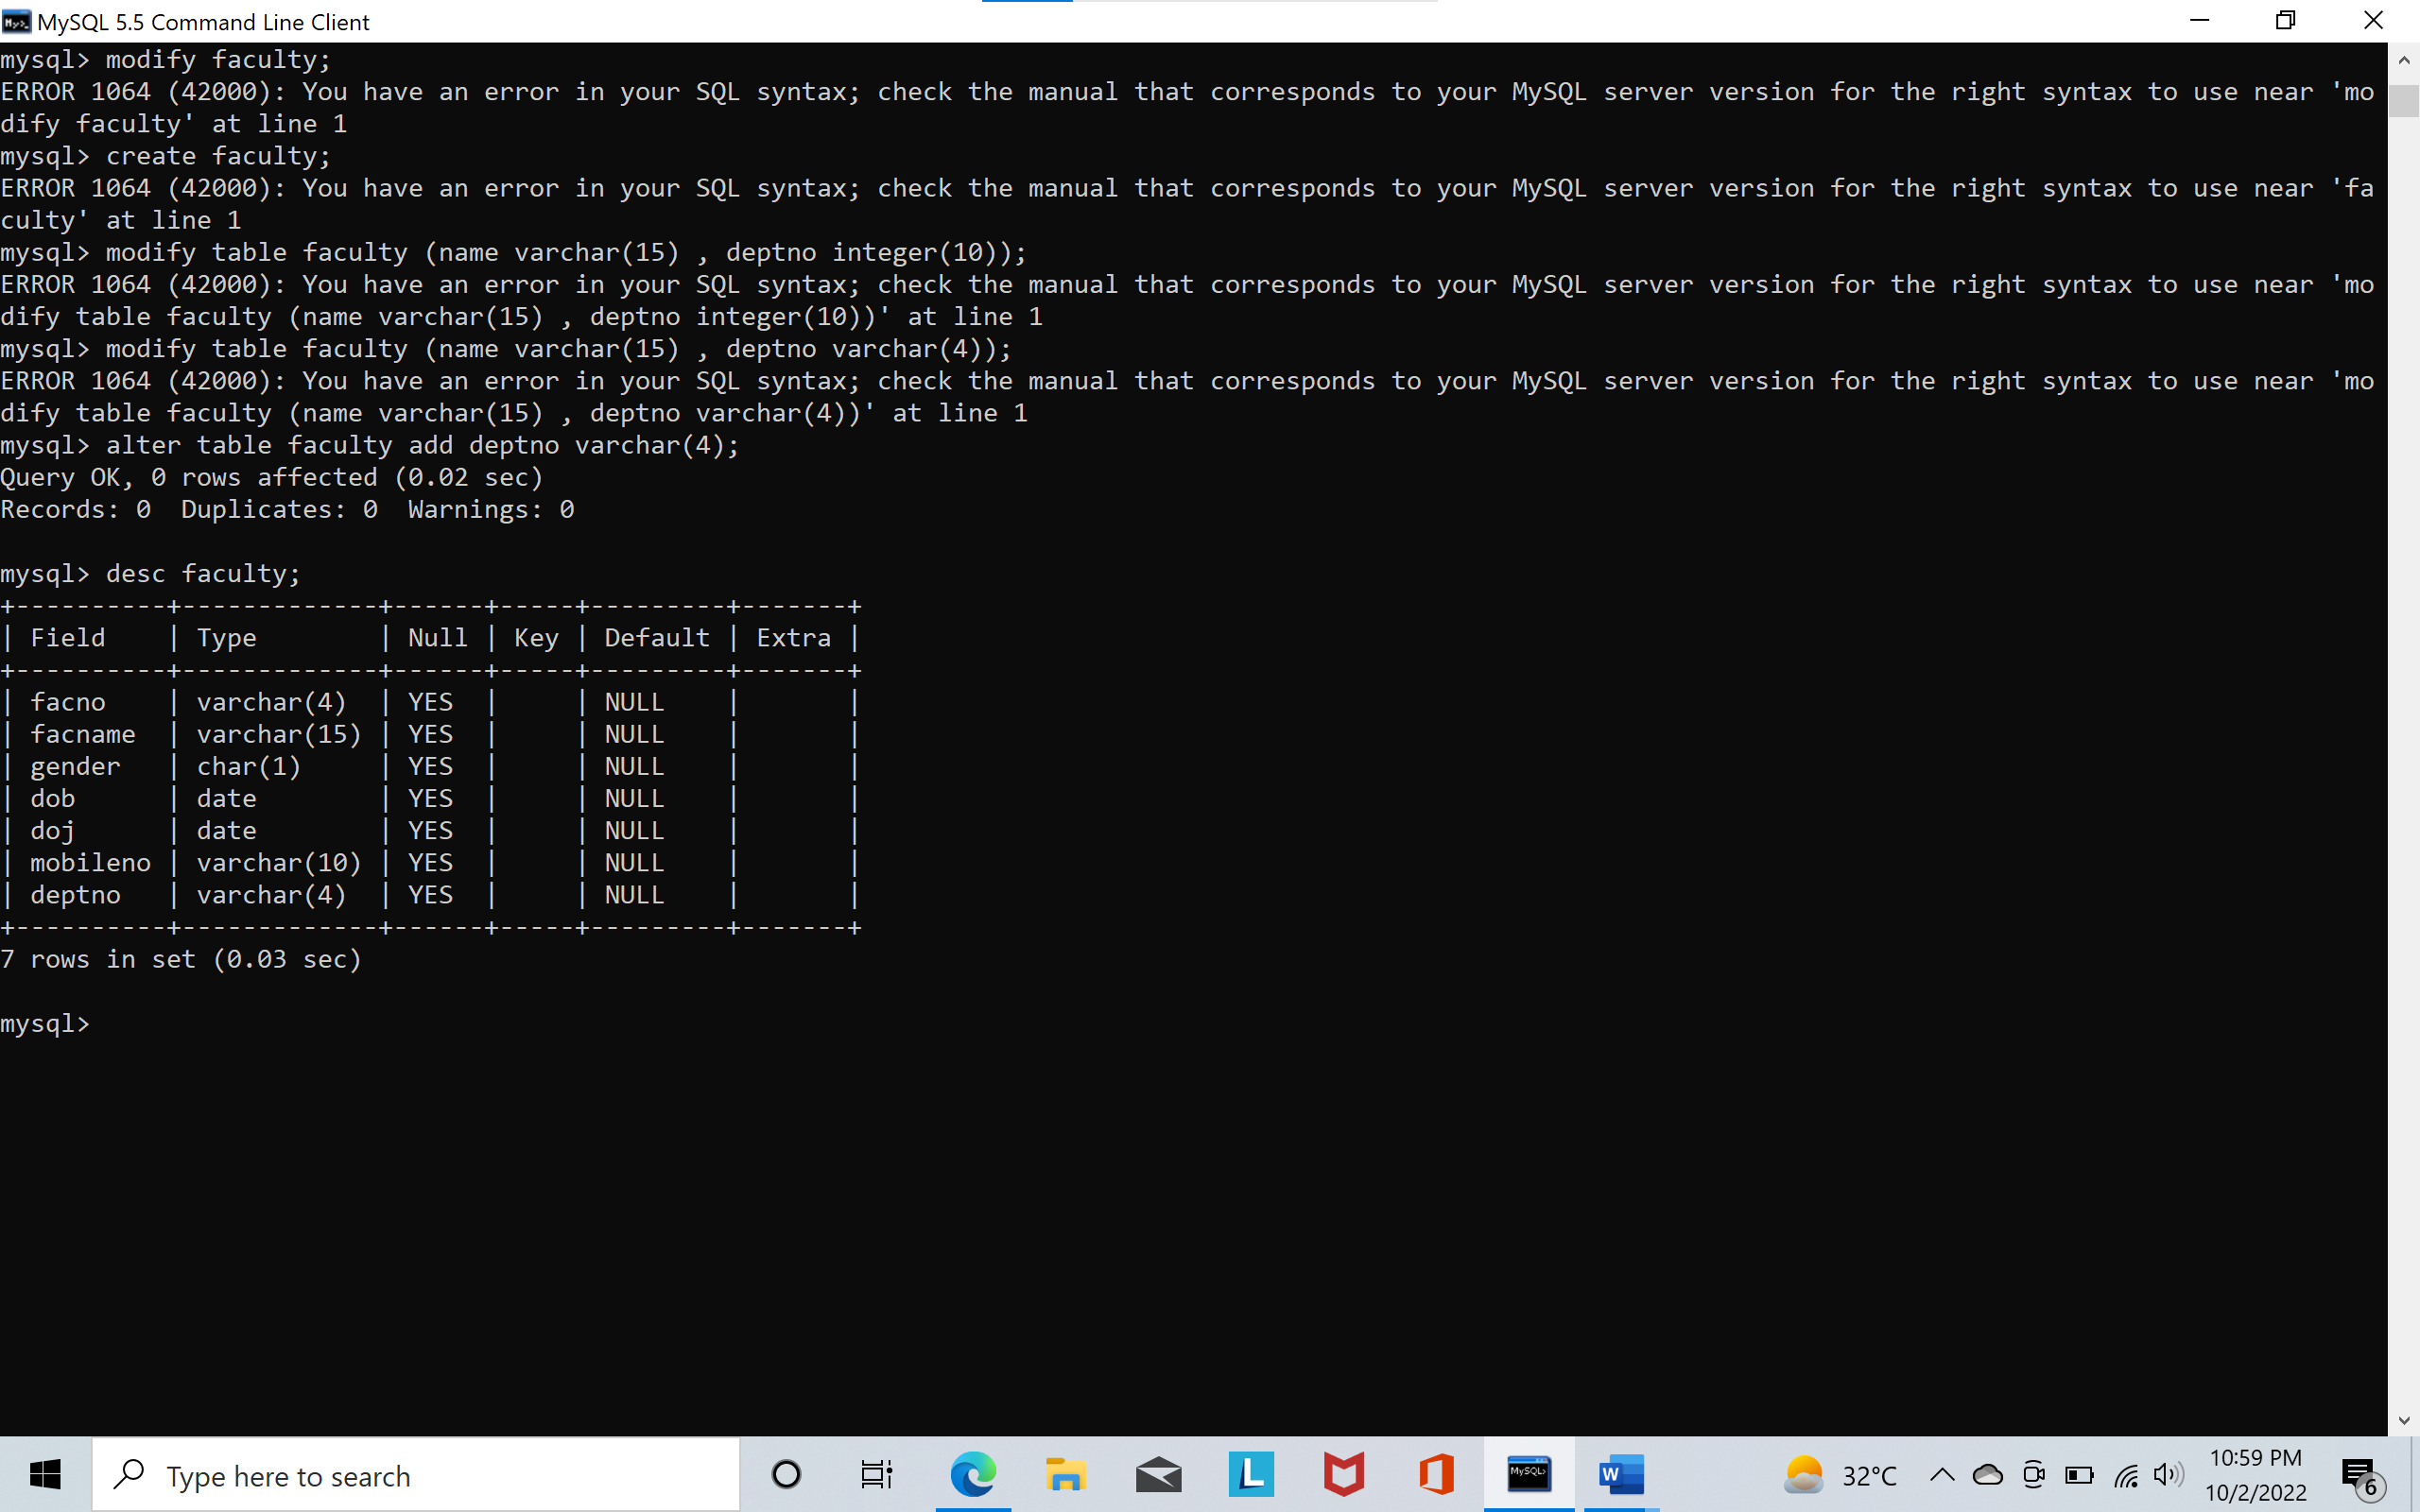 MySQL 5.5 Command Line Client
mysql> modify faculty;
ERROR 1064 (42000): You have an error in your SQL syntax; check the manual that corresponds to your MySQL server version for the right syntax to use near 'mo
dify faculty' at line 1
mysql> create faculty;
ERROR 1064 (42000): You have an error in your SQL syntax; check the manual that corresponds to your MySQL server version for the right syntax to use near 'fa
culty' at line 1
mysql> modify table faculty (name varchar(15) , deptno integer(10));
ERROR 1064 (42000): You have an error in your SQL syntax; check the manual that corresponds to your MySQL server version for the right syntax to use near 'mo
dify table faculty (name varchar(15) , deptno integer(10))' at line 1
mysql> modify table faculty (name varchar(15) , deptno varchar(4));
ERROR 1064 (42000): You have an error in your SQL syntax; check the manual that corresponds to your MySQL server version for the right syntax to use near 'mo
dify table faculty (name varchar(15) , deptno varchar(4))' at line 1
mysql> alter table faculty add deptno varchar(4);
Query OK, 0 rows affected (0.02 sec)
Records: 0  Duplicates: 0  Warnings: 0
mysql> desc faculty;
+----------+-------------+------+-----+---------+-------+
| Field    | Type        | Null | Key | Default | Extra |
+----------+-------------+------+-----+---------+-------+
| facno    | varchar(4)  | YES  |     | NULL    |       |
| facname  | varchar(15) | YES  |     | NULL    |       |
| gender   | char(1)     | YES  |     | NULL    |       |
| dob      | date        | YES  |     | NULL    |       |
| doj      | date        | YES  |     | NULL    |       |
| mobileno | varchar(10) | YES  |     | NULL    |       |
| deptno   | varchar(4)  | YES  |     | NULL    |       |
+----------+-------------+------+-----+---------+-------+
7 rows in set (0.03 sec)
mysql>
Type here to search
L
MySQL>
W
32°C
10:59 PM
10/2/2022
6